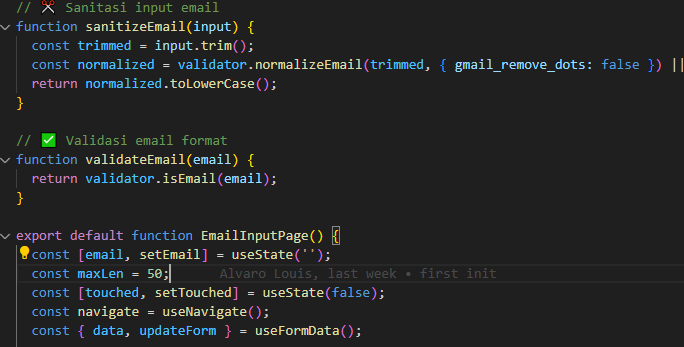 // ✂️ Sanitasi input email
function sanitizeEmail(input) {
  const trimmed = input.trim();
  const normalized = validator.normalizeEmail(trimmed, { gmail_remove_dots: false }) ||
  return normalized.toLowerCase();
}

// ✅ Validasi email format
function validateEmail(email) {
  return validator.isEmail(email);
}

export default function EmailInputPage() {
  const [email, setEmail] = useState('');
  const maxLen = 50; Alvaro Louis, last week • first init
  const [touched, setTouched] = useState(false);
  const navigate = useNavigate();
  const { data, updateForm } = useFormData();